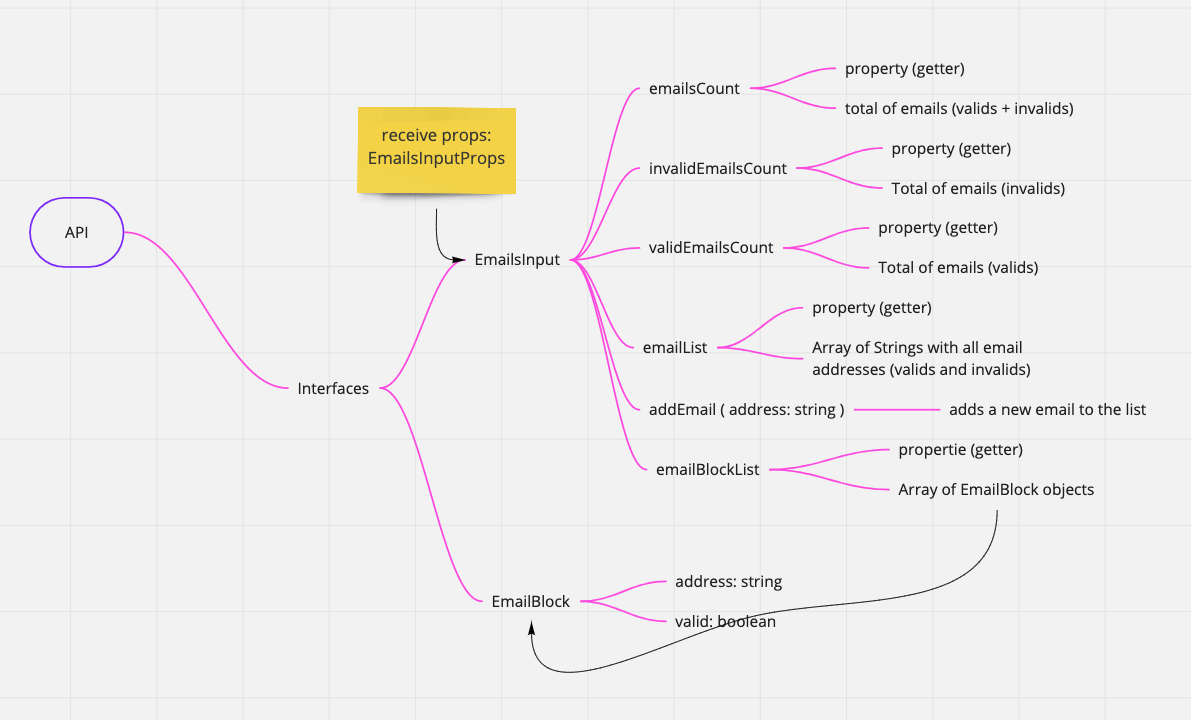 API
Interfaces
receive props:
EmailsInputProps
EmailsInput
emailsCount
property (getter)
total of emails (valids + invalids)
invalidEmailsCount
property (getter)
Total of emails (invalids)
validEmailsCount
property (getter)
Total of emails (valids)
emailList
property (getter)
Array of Strings with all email
addresses (valids and invalids)
addEmail ( address: string )
adds a new email to the list
emailBlockList
propertie (getter)
Array of EmailBlock objects
EmailBlock
address: string
valid: boolean